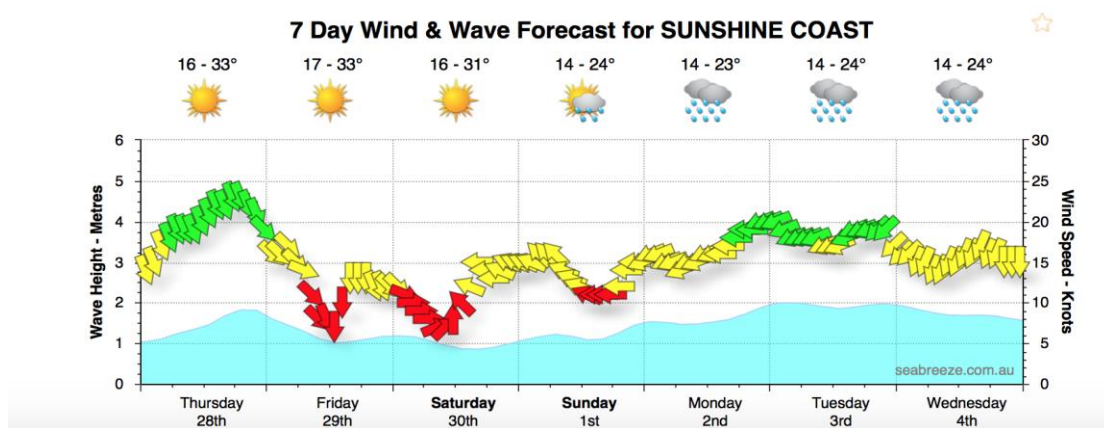 7 Day Wind & Wave Forecast for SUNSHINE COAST
16 - 33° 17 - 33° 16 - 31° 14 - 24° 14 - 23° 14 - 24° 14 - 24°
Wave Height - Metres
6
5
4
3
2
1
0
30
25
20
15
10
5
0
Wind Speed - Knots
seabreeze.com.au
Thursday Friday Saturday Sunday Monday Tuesday Wednesday
28th 29th 30th 1st 2nd 3rd 4th